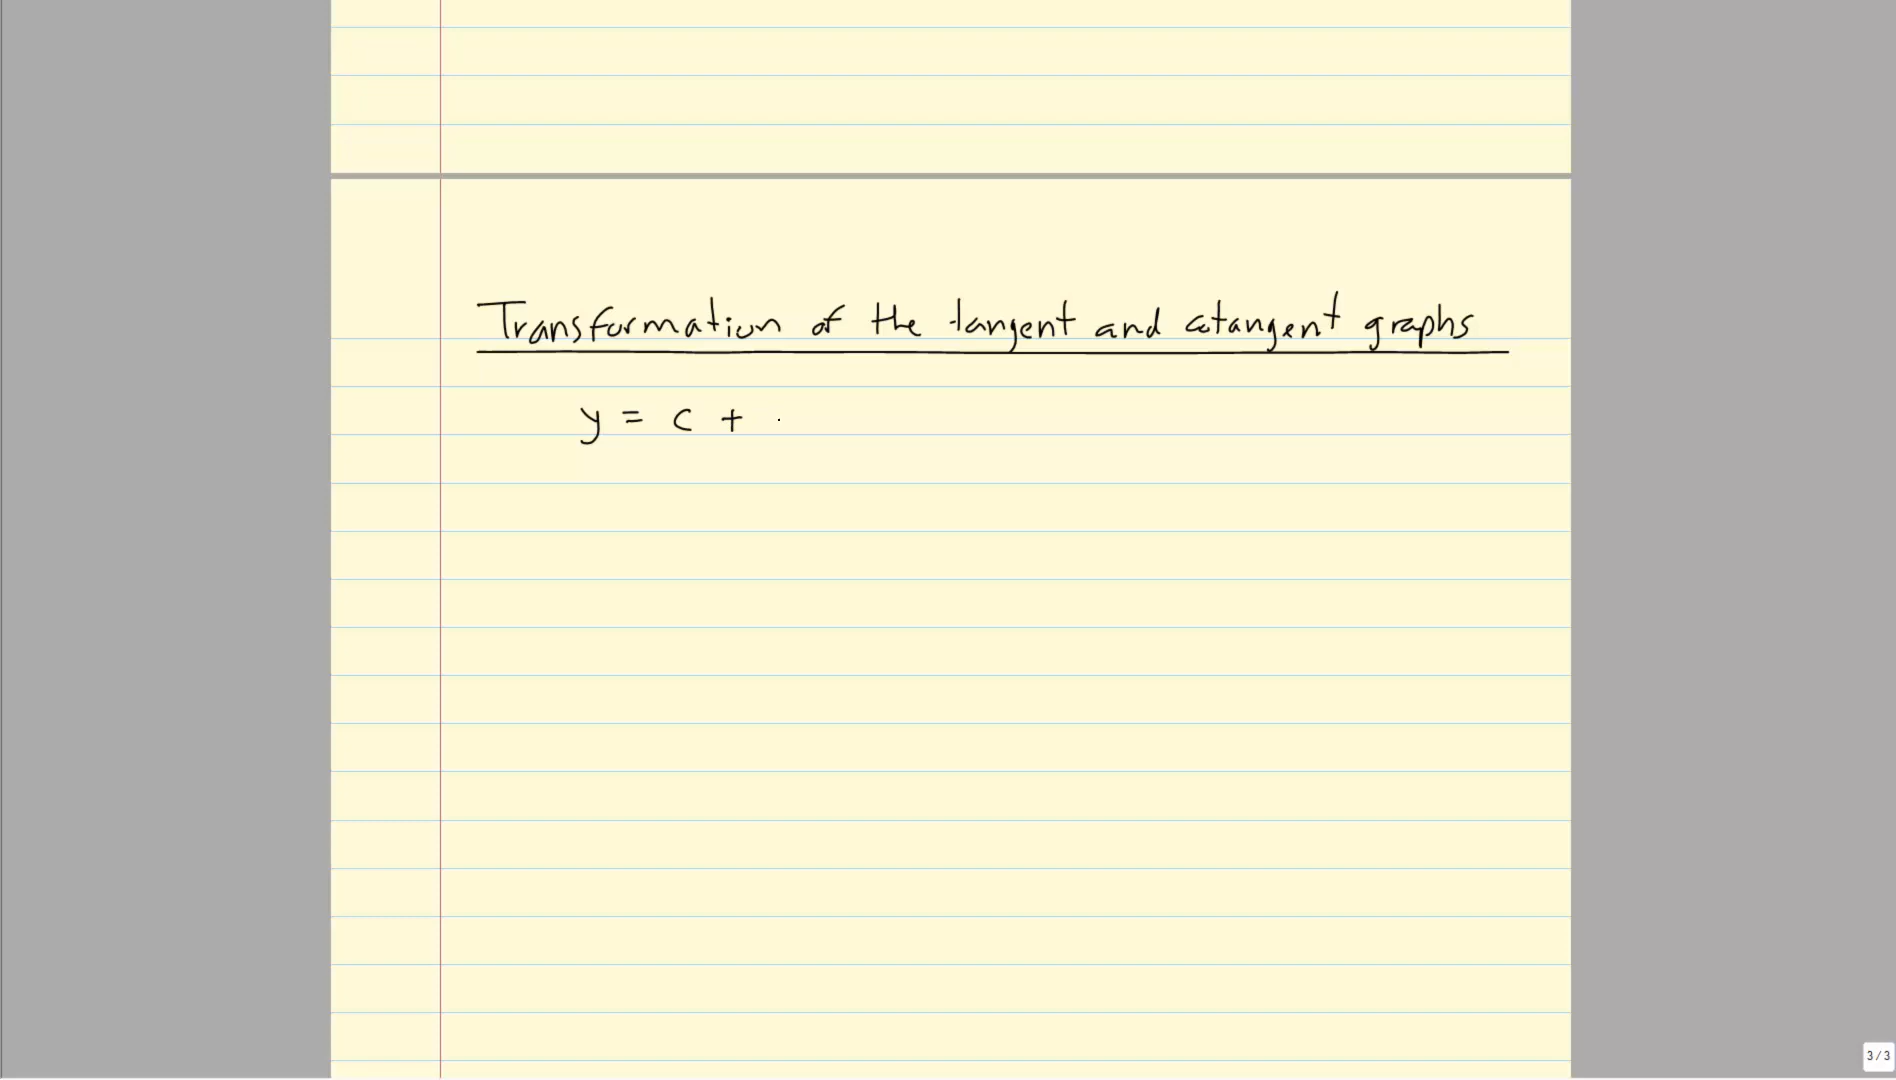 Transformation of the tangent and cotangent graphs
y = c +
3/3